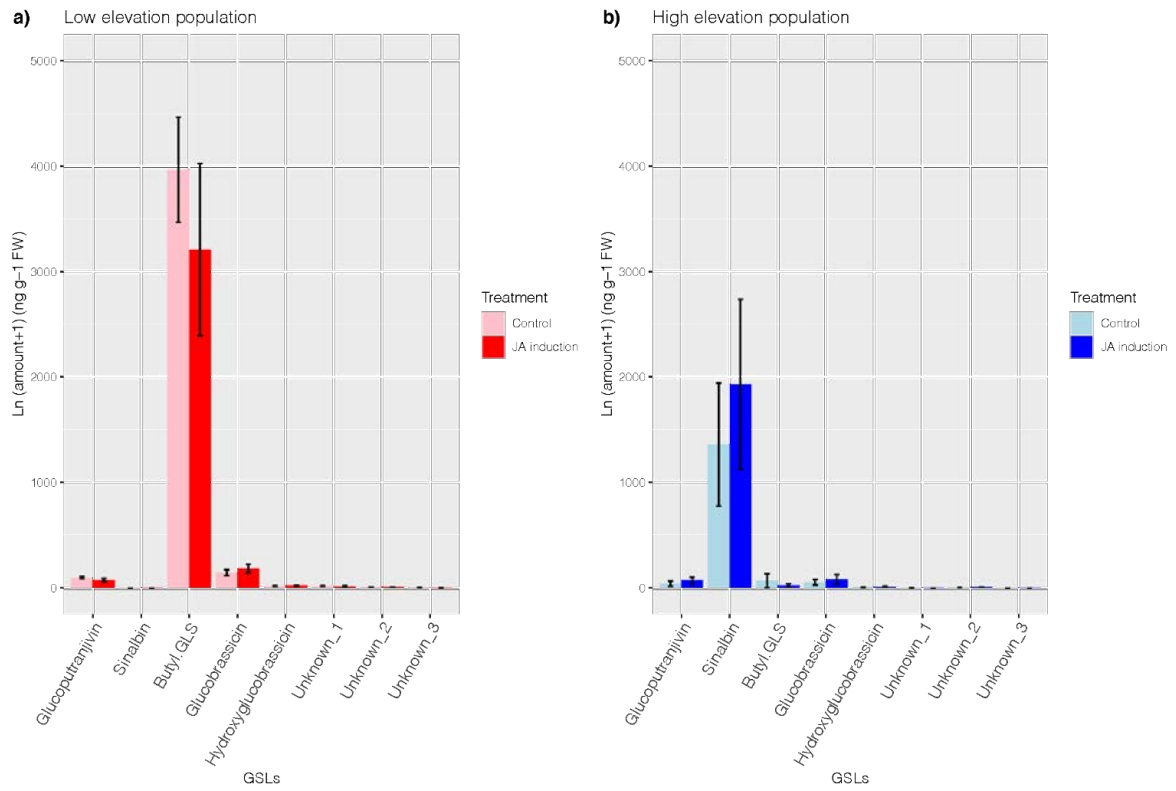 a) Low elevation population
5000
4000
3000
2000
1000
0
Ln (amount+1) (ng g–1 FW)
Glucoputranjivin
Sinalbin
Butyl.GLS
Glucobrassicin
Hydroxyglucobrassicin
Unknown_1
Unknown_2
Unknown_3
GSLs
Treatment
Control
JA induction
b) High elevation population
5000
4000
3000
2000
1000
0
Ln (amount+1) (ng g–1 FW)
Glucoputranjivin
Sinalbin
Butyl.GLS
Glucobrassicin
Hydroxyglucobrassicin
Unknown_1
Unknown_2
Unknown_3
GSLs
Treatment
Control
JA induction